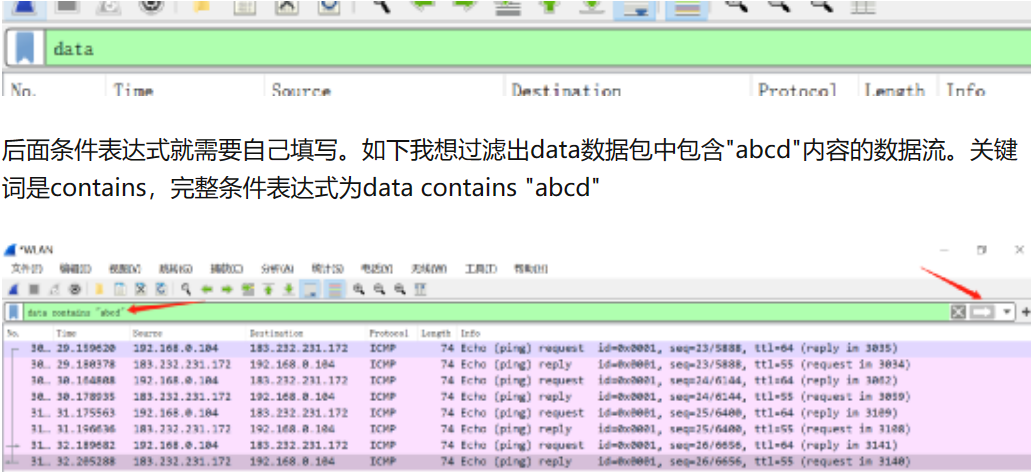 data
No. Time Source Destination Protocol Length Info
后面条件表达式就需要自己填写。如下我想过滤出data数据包中包含"abcd"内容的数据流。关键
词是contains，完整条件表达式为data contains "abcd"
*WLAN
文件(F) 编辑(E) 视图(V) 跳转(G) 捕获(C) 分析(A) 统计(S) 电话(Y) 无线(W) 工具(T) 帮助(H)
data contains "abcd"
No. Time Source Destination Protocol Length Info
30… 29.159620 192.168.0.104 183.232.231.172 ICMP 74 Echo (ping) request id=0x0001, seq=23/5888, ttl=64 (reply in 3035)
30… 29.180378 183.232.231.172 192.168.0.104 ICMP 74 Echo (ping) reply id=0x0001, seq=23/5888, ttl=55 (request in 3034)
30… 30.164808 192.168.0.104 183.232.231.172 ICMP 74 Echo (ping) request id=0x0001, seq=24/6144, ttl=64 (reply in 3062)
30… 30.178935 183.232.231.172 192.168.0.104 ICMP 74 Echo (ping) reply id=0x0001, seq=24/6144, ttl=55 (request in 3059)
31… 31.175563 192.168.0.104 183.232.231.172 ICMP 74 Echo (ping) request id=0x0001, seq=25/6400, ttl=64 (reply in 3109)
31… 31.196636 183.232.231.172 192.168.0.104 ICMP 74 Echo (ping) reply id=0x0001, seq=25/6400, ttl=55 (request in 3108)
31… 32.189682 192.168.0.104 183.232.231.172 ICMP 74 Echo (ping) request id=0x0001, seq=26/6656, ttl=64 (reply in 3141)
31… 32.205288 183.232.231.172 192.168.0.104 ICMP 74 Echo (ping) reply id=0x0001, seq=26/6656, ttl=55 (request in 3140)